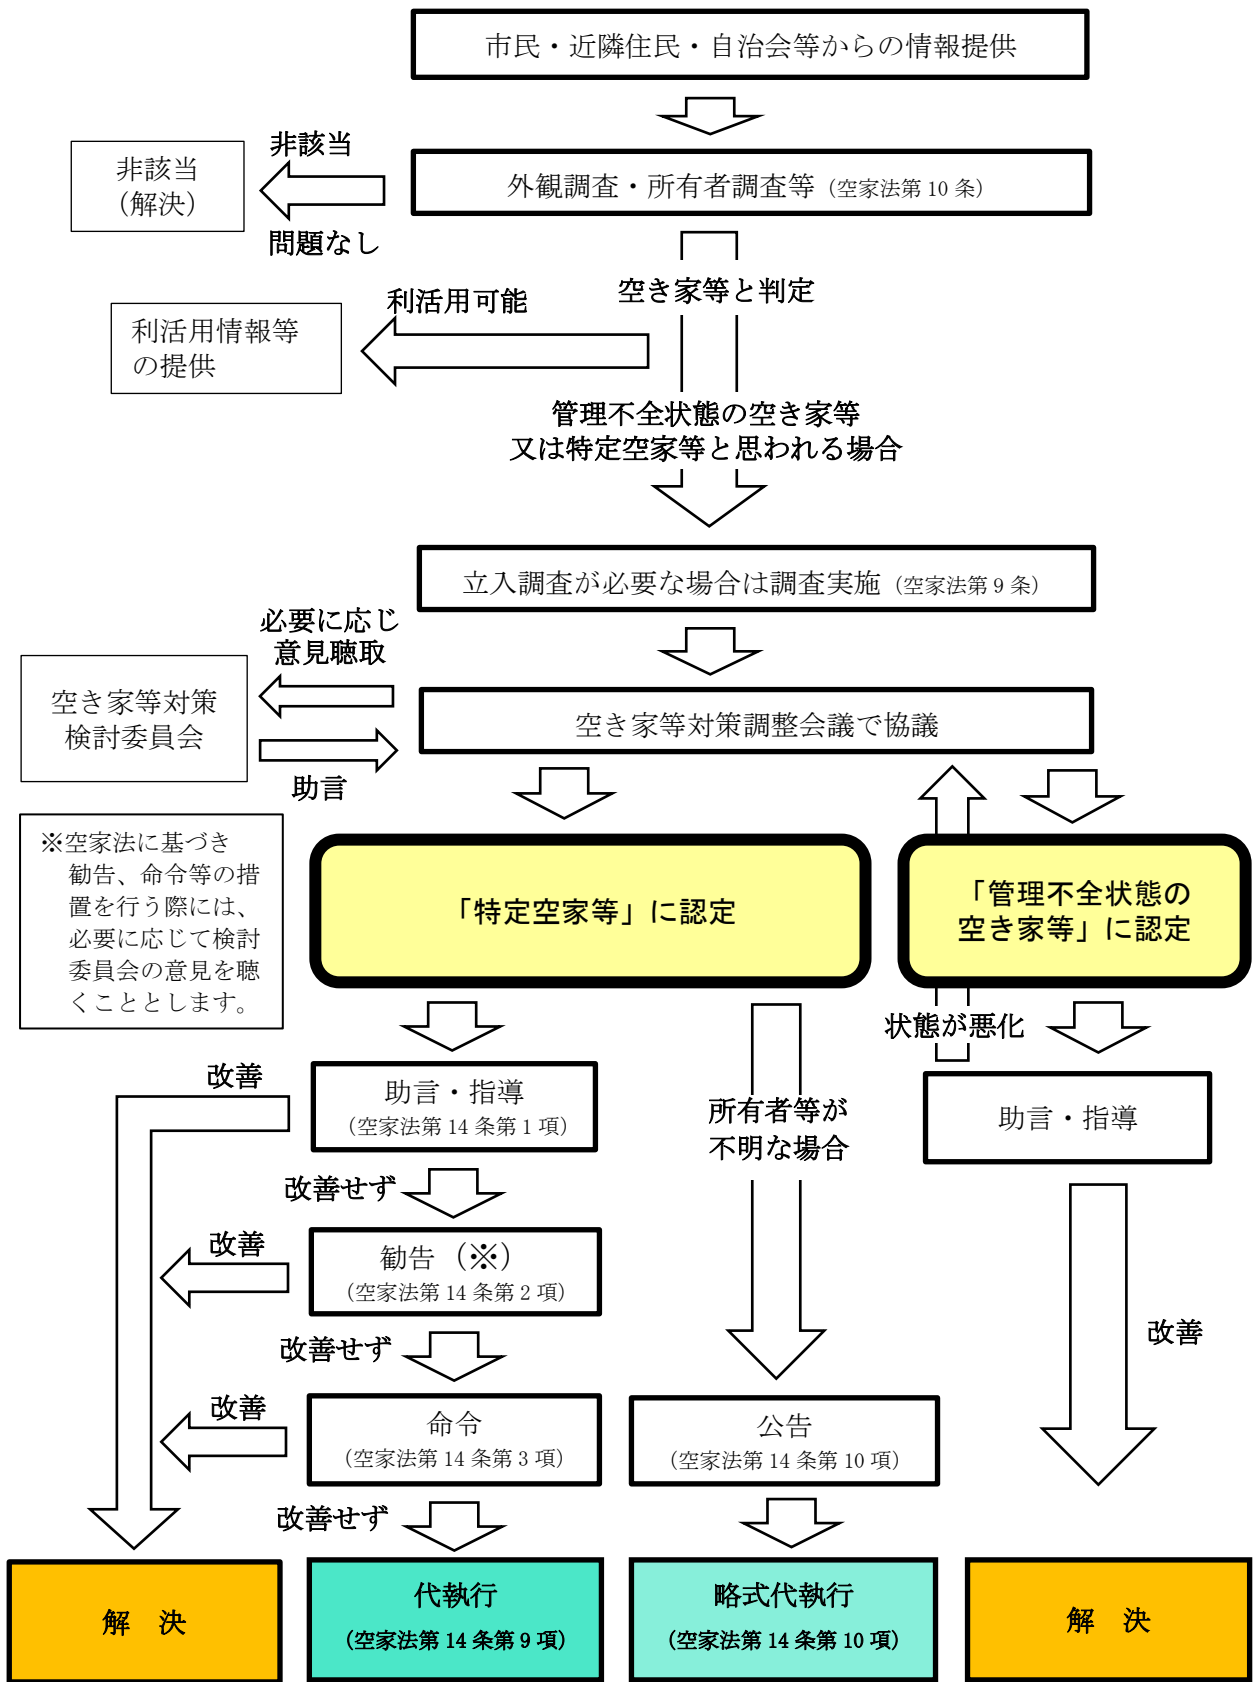 市民・近隣住民・自治会等からの情報提供
非該当
非該当
（解決）
外観調査・所有者調査等（空家法第10条）
問題なし
空き家等と判定
利活用可能
利活用情報等
の提供
管理不全状態の空き家等
又は特定空家等と思われる場合
立入調査が必要な場合は調査実施（空家法第9条）
必要に応じ
意見聴取
空き家等対策
検討委員会
空き家等対策調整会議で協議
助言
※空家法に基づき
勧告、命令等の措
置を行う際には、
必要に応じて検討
委員会の意見を聴
くこととします。
「特定空家等」に認定
「管理不全状態の
空き家等」に認定
状態が悪化
改善
助言・指導
（空家法第14条第1項）
所有者等が
不明な場合
助言・指導
改善せず
改善
勧告（※）
（空家法第14条第2項）
改善せず
改善
改善
命令
（空家法第14条第3項）
公告
（空家法第14条第10項）
改善せず
解　決
代執行
（空家法第14条第9項）
略式代執行
（空家法第14条第10項）
解　決